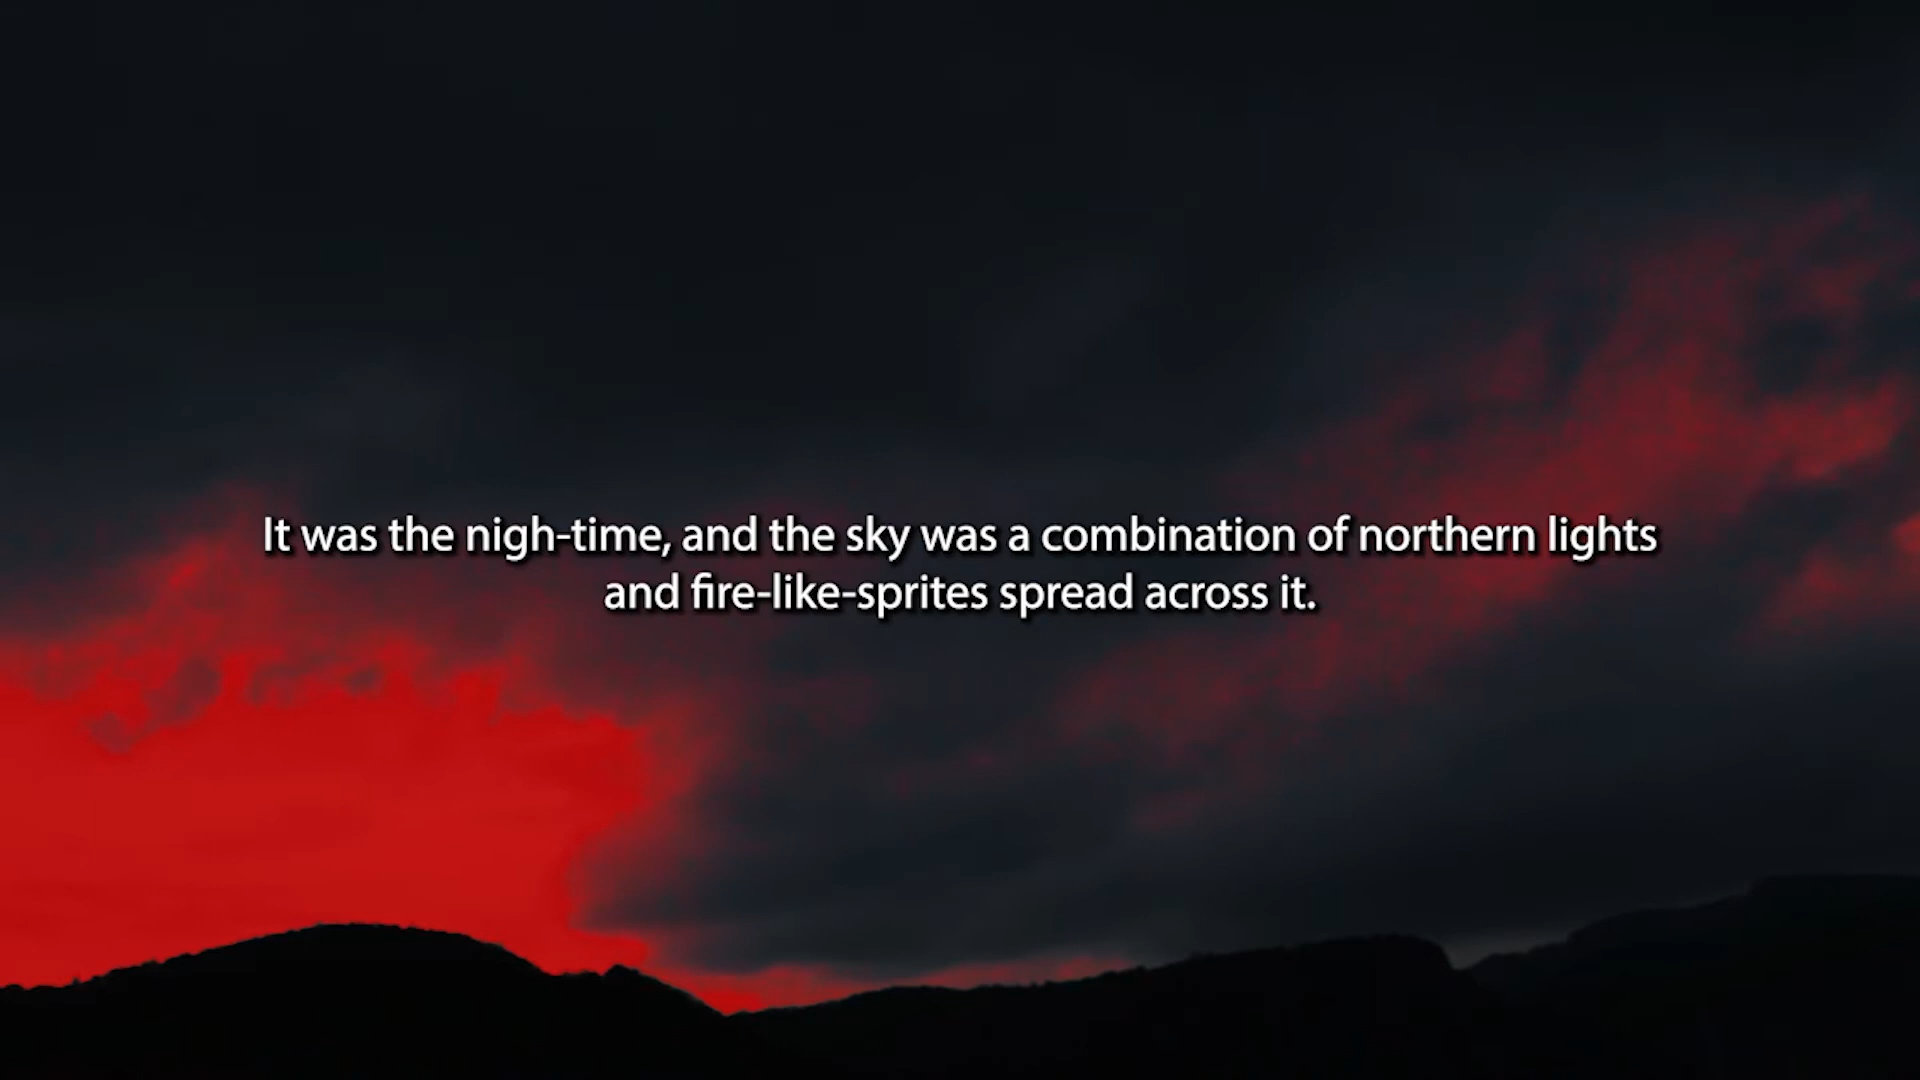 It was the nigh-time, and the sky was a combination of northern lights
and fire-like-sprites spread across it.